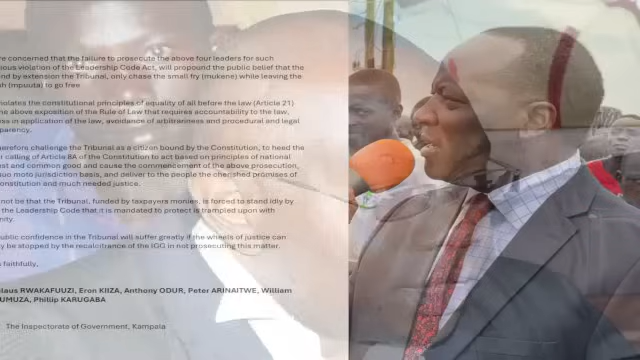 re concerned that the failure to prosecute the above four leaders for such
ious violation of the Leadership Code Act, will propound the public belief that the
nd by extension the Tribunal, only chase the small fry (mukene) while leaving the
h (mpuuta) to go free
iolates the constitutional principles of equality of all before the law (Article 21)
he above exposition of the Rule of Law that requires accountability to the law,
ess in application of the law, avoidance of arbitrariness and procedural and legal
parency.
erefore challenge the Tribunal as a citizen bound by the Constitution, to heed the
r calling of Article 8A of the Constitution to act based on principles of national
st and common good and cause the commencement of the above prosecution,
uo moto jurisdiction basis, and deliver to the people the cherished promises of
onstitution and much needed justice.
not be that the Tribunal, funded by taxpayers monies, is forced to stand idly by
the Leadership Code that it is mandated to protect is trampled upon with
nity.
ublic confidence in the Tribunal will suffer greatly if the wheels of justice can
y be stopped by the recalcitrance of the IGG in not prosecuting this matter.
s faithfully,
laus RWAKAFUUZI, Eron KIIZA, Anthony ODUR, Peter ARINAITWE, William
UMUZA, Phillip KARUGABA
The Inspectorate of Government, Kampala